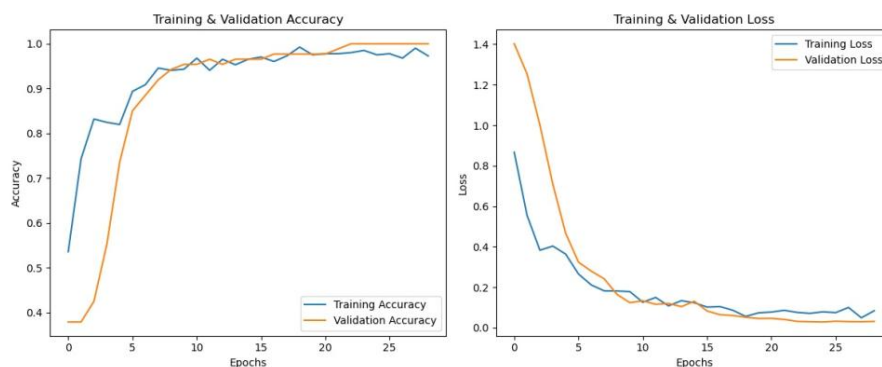 Training & Validation Accuracy
1.0
0.9
0.8
0.7
0.6
0.5
0.4
Accuracy
Training Accuracy
Validation Accuracy
0 5 10 15 20 25
Epochs
Training & Validation Loss
1.4
1.2
1.0
0.8
0.6
0.4
0.2
0.0
Loss
Training Loss
Validation Loss
0 5 10 15 20 25
Epochs